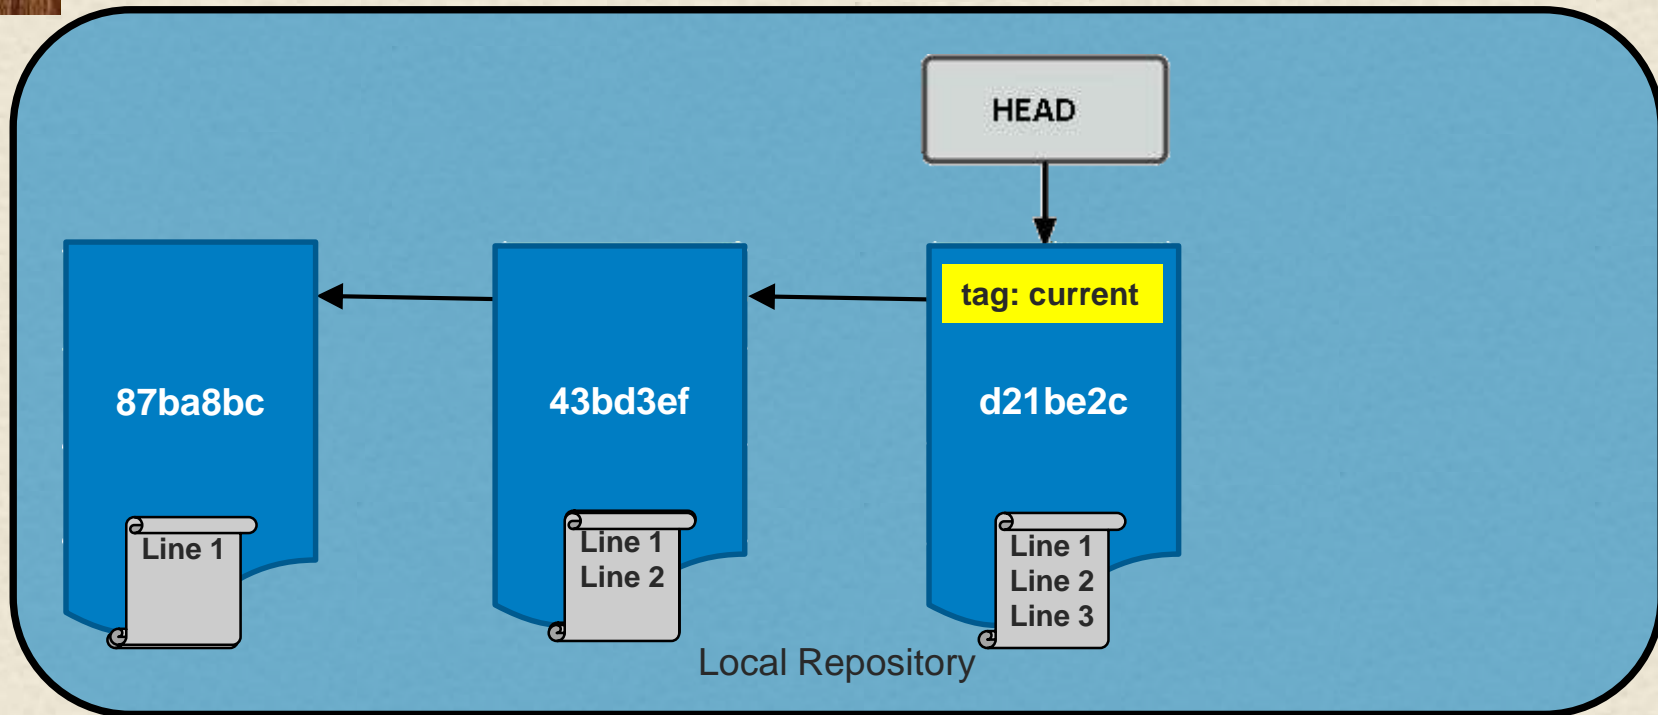 HEAD
tag: current
87ba8bc
43bd3ef
d21be2c
Line 1
Line 1
Line 2
Line 1
Line 2
Line 3
Local Repository